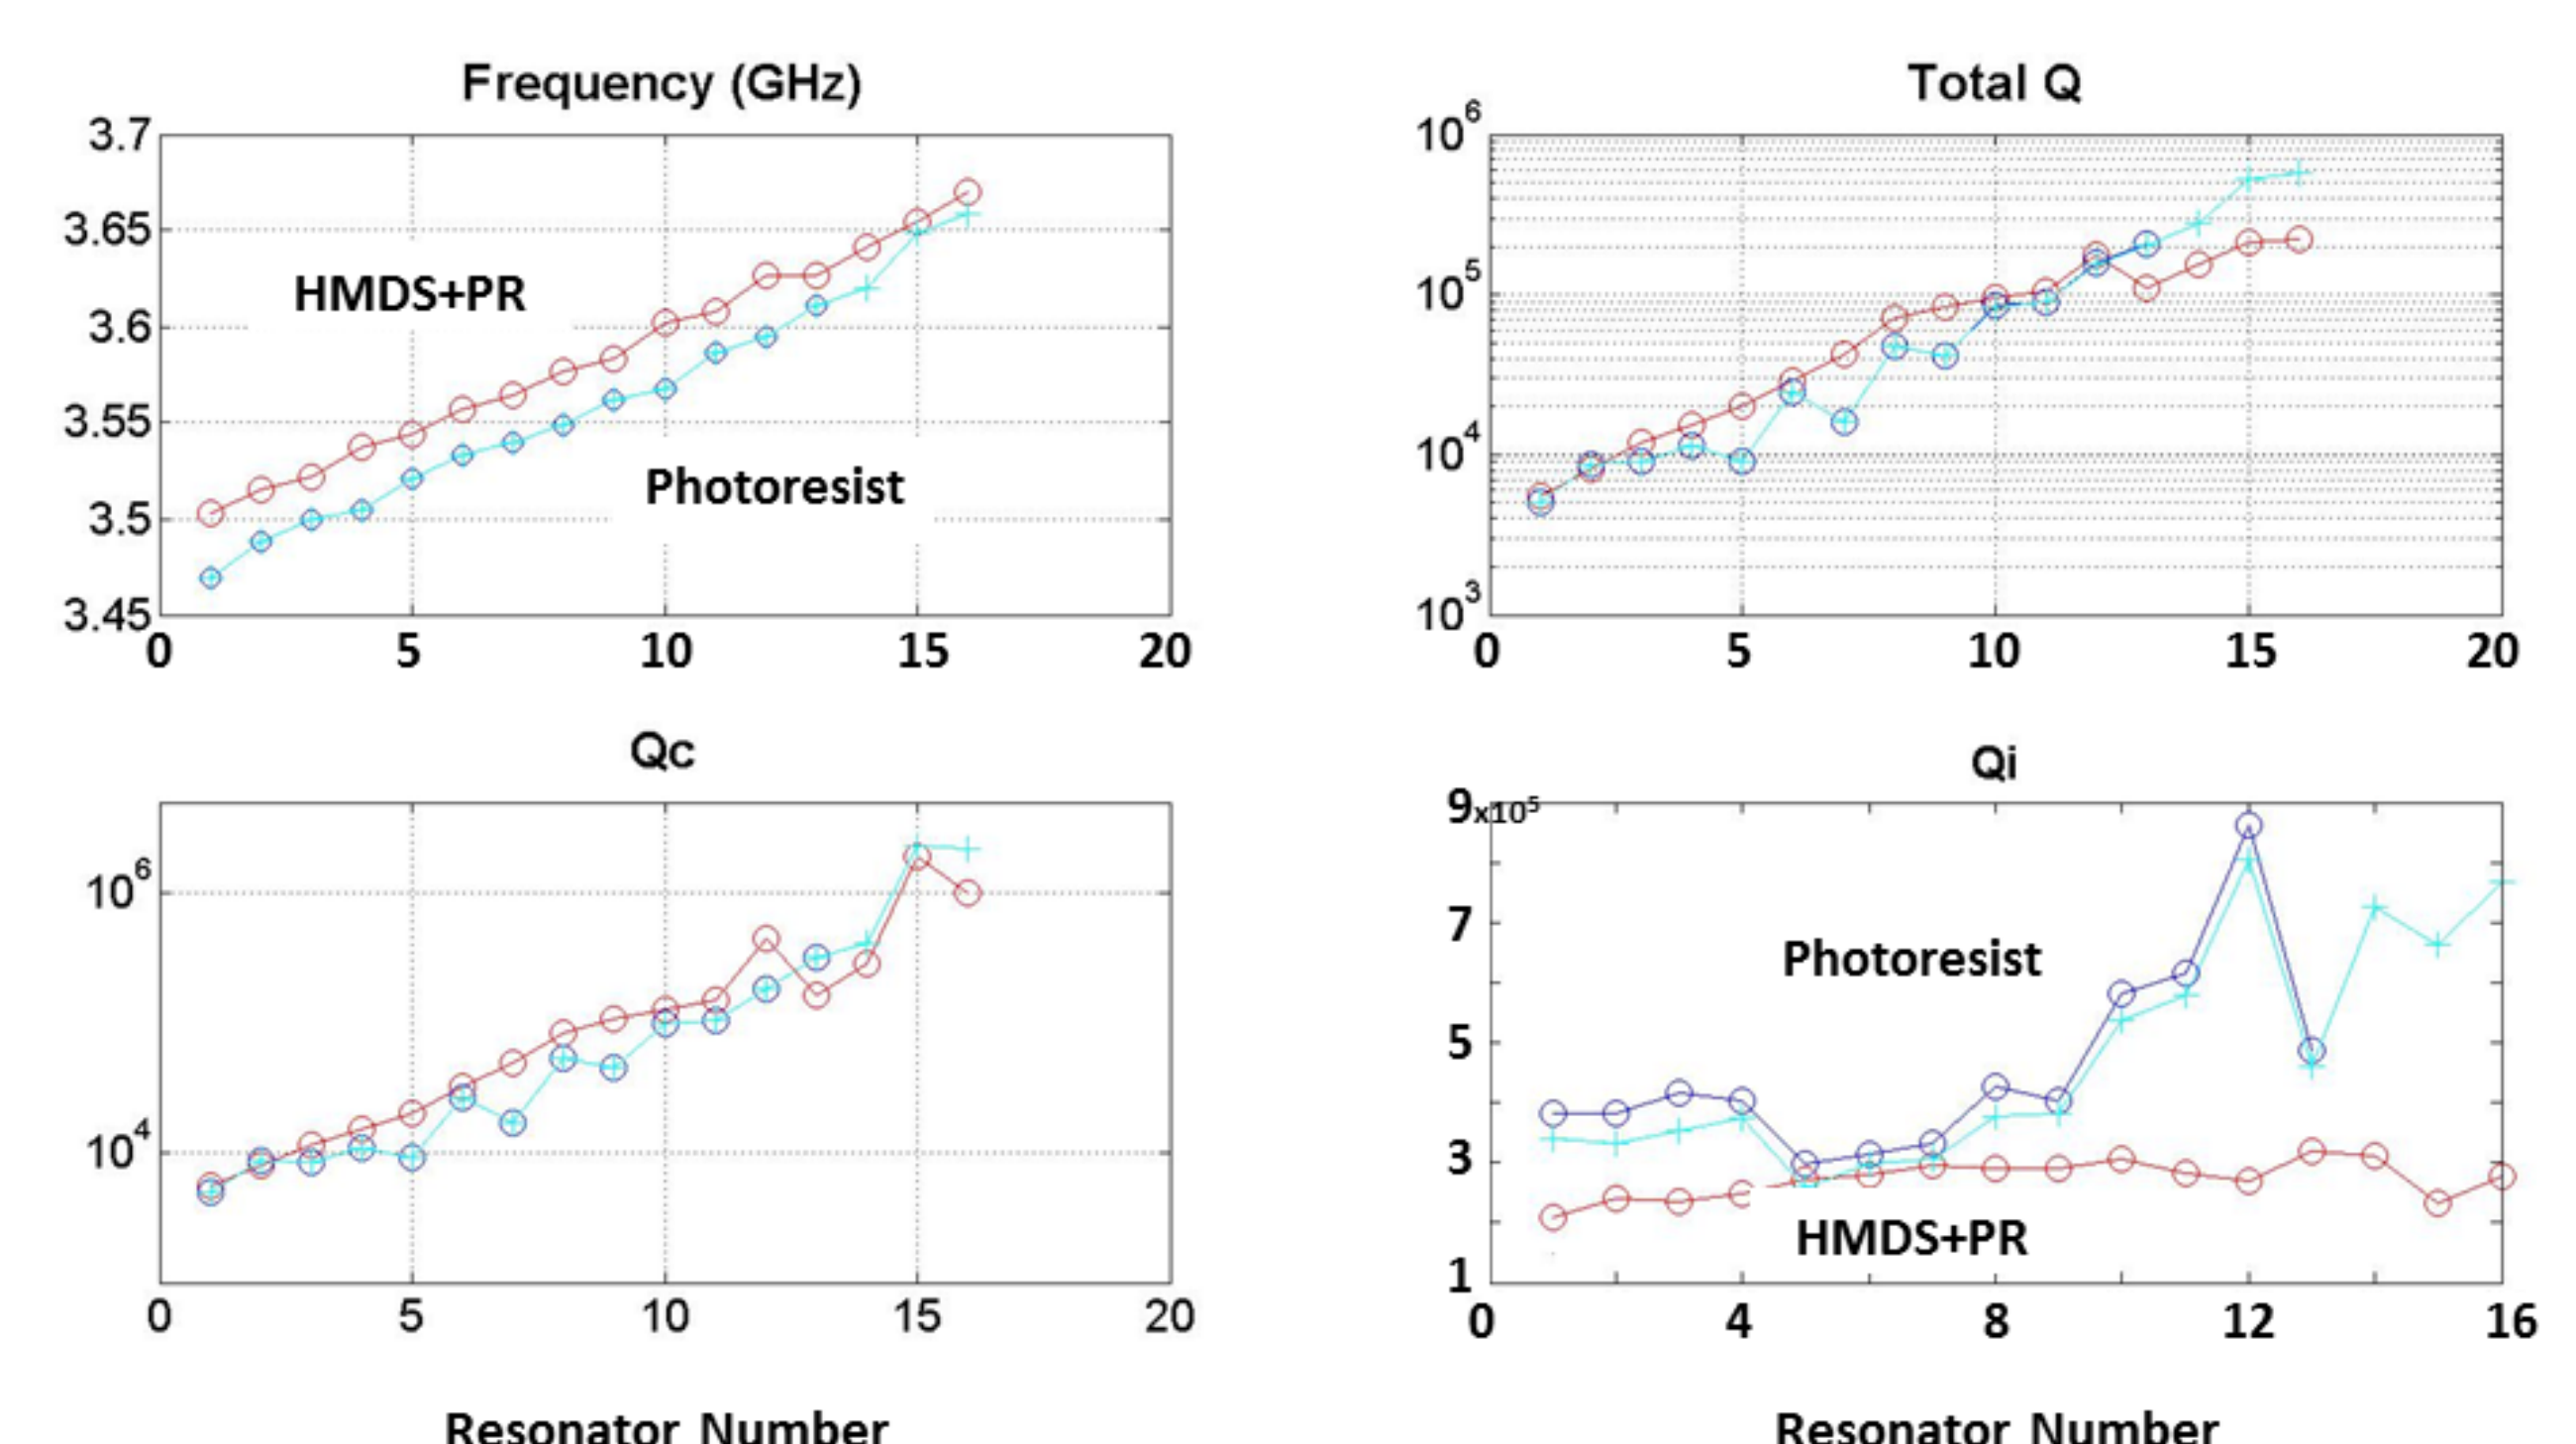 Frequency (GHz)
3.7
3.65
3.6
3.55
3.5
3.45
HMDS+PR
Photoresist
0 5 10 15 20
Total Q
10^6
10^5
10^4
10^3
0 5 10 15 20
Qc
10^6
10^4
0 5 10 15 20
Resonator Number
Qi
9x10^5
7
5
3
1
Photoresist
HMDS+PR
0 4 8 12 16
Resonator Number